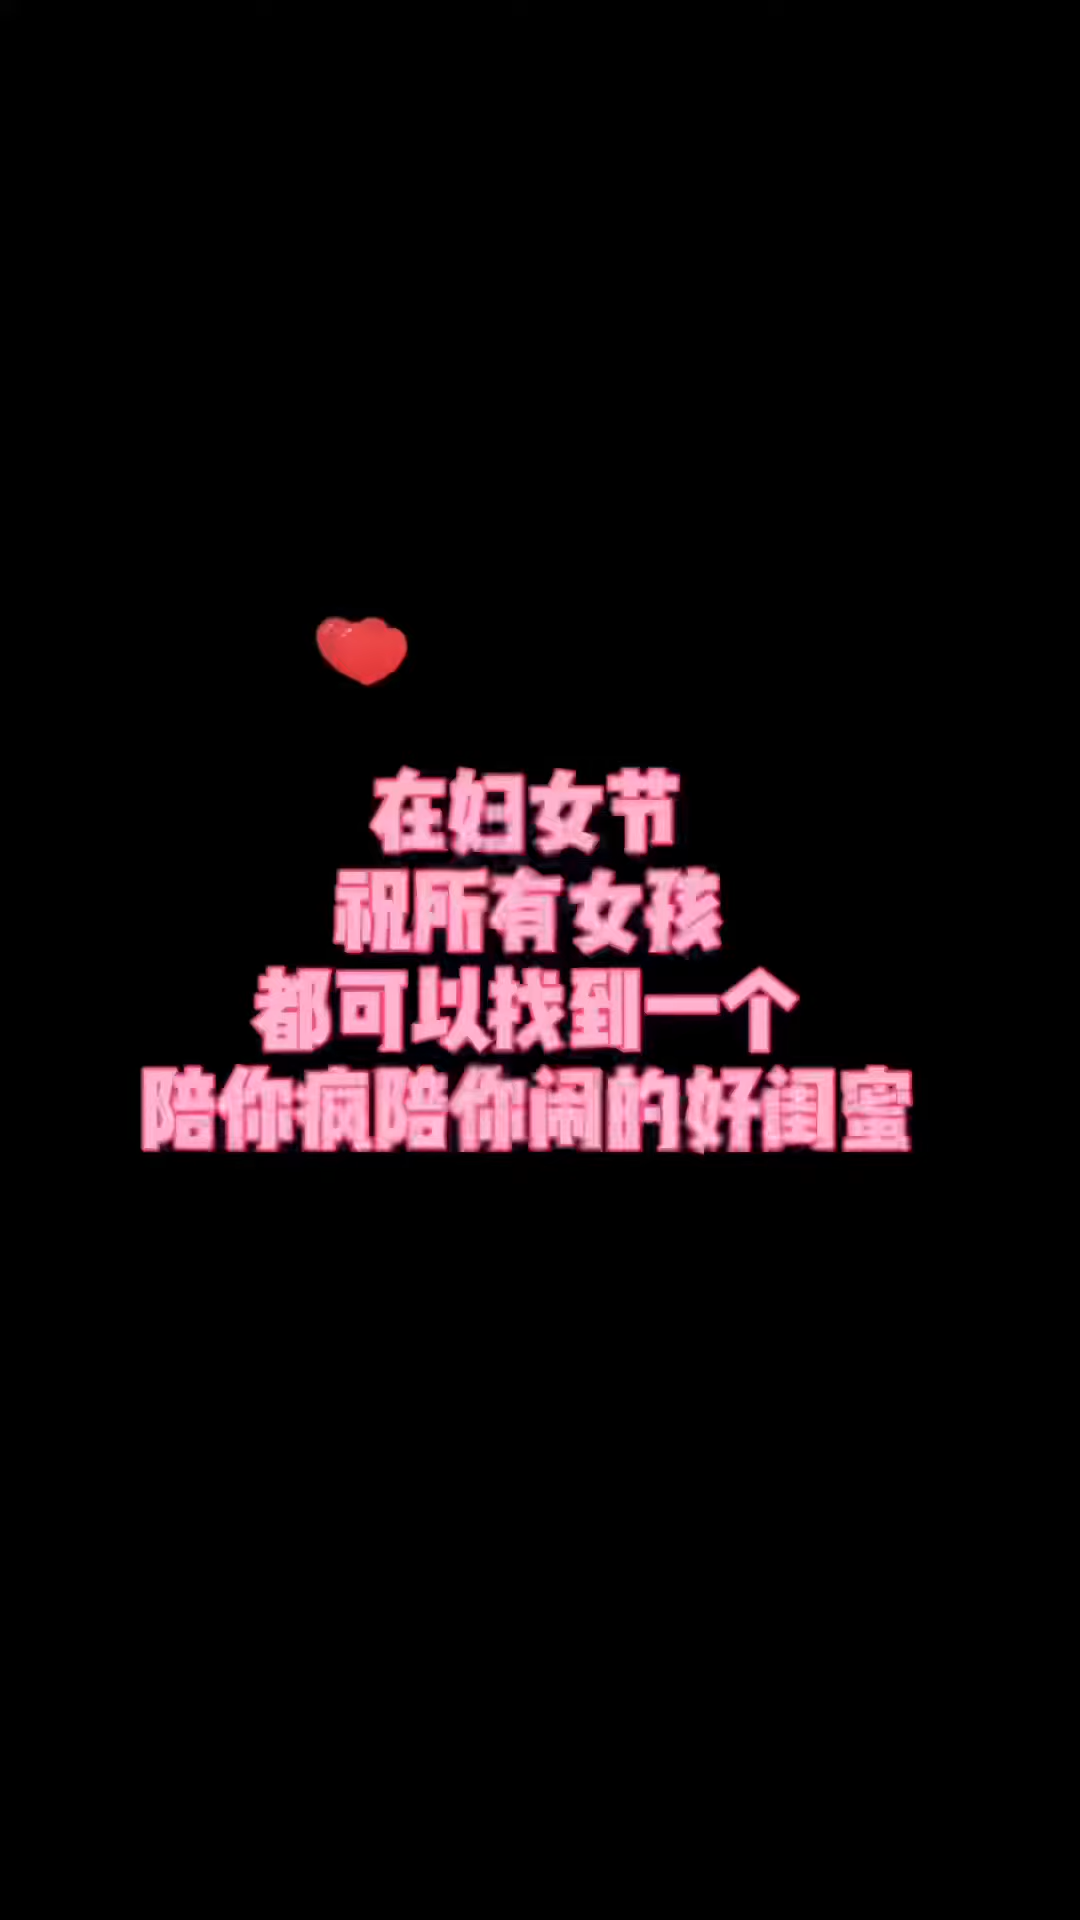 在妇女节
祝所有女孩
都可以找到一个
陪你疯陪你闹的好闺蜜